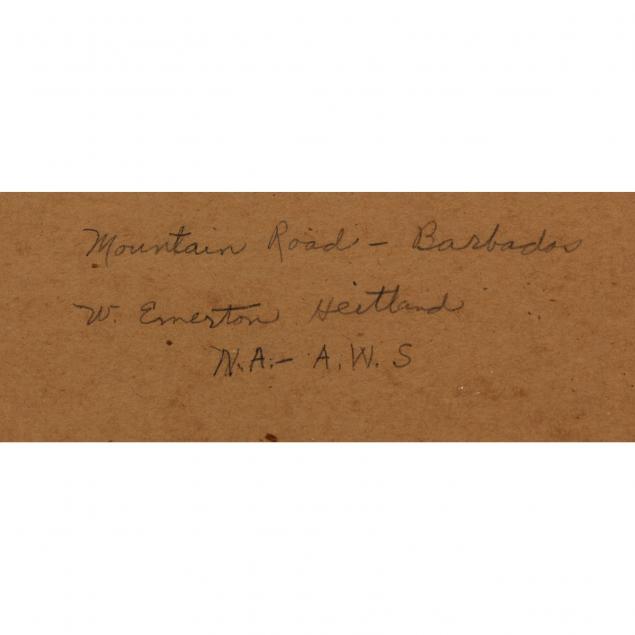 Mountain Road - Barbados
W. Emerton Heitland
N.A.- A.W.S